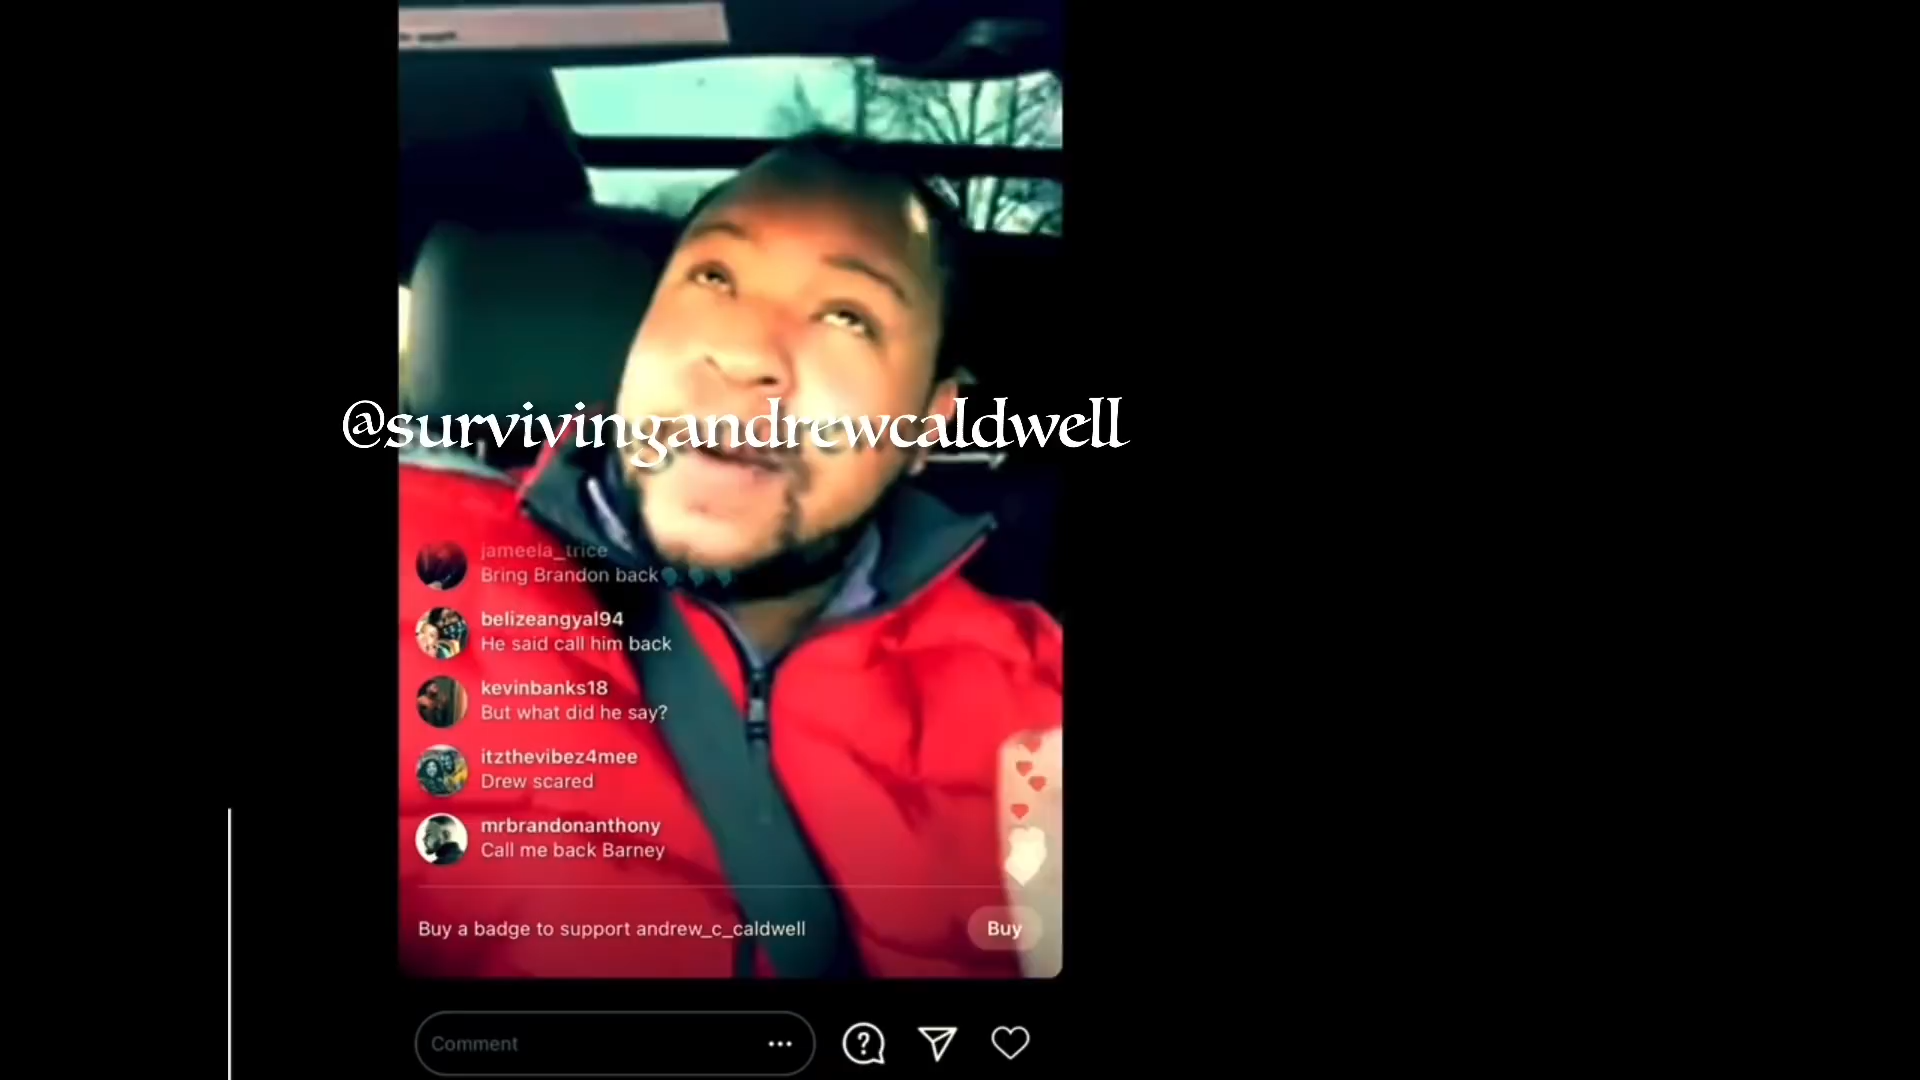 @survivingandrewcaldwell
jameela_trice
Bring Brandon back🗣🗣🗣
belizeangyal94
He said call him back
kevinbanks18
But what did he say?
itzthevibez4mee
Drew scared
mrbrandonanthony
Call me back Barney
Buy a badge to support andrew_c_caldwell
Buy
Comment